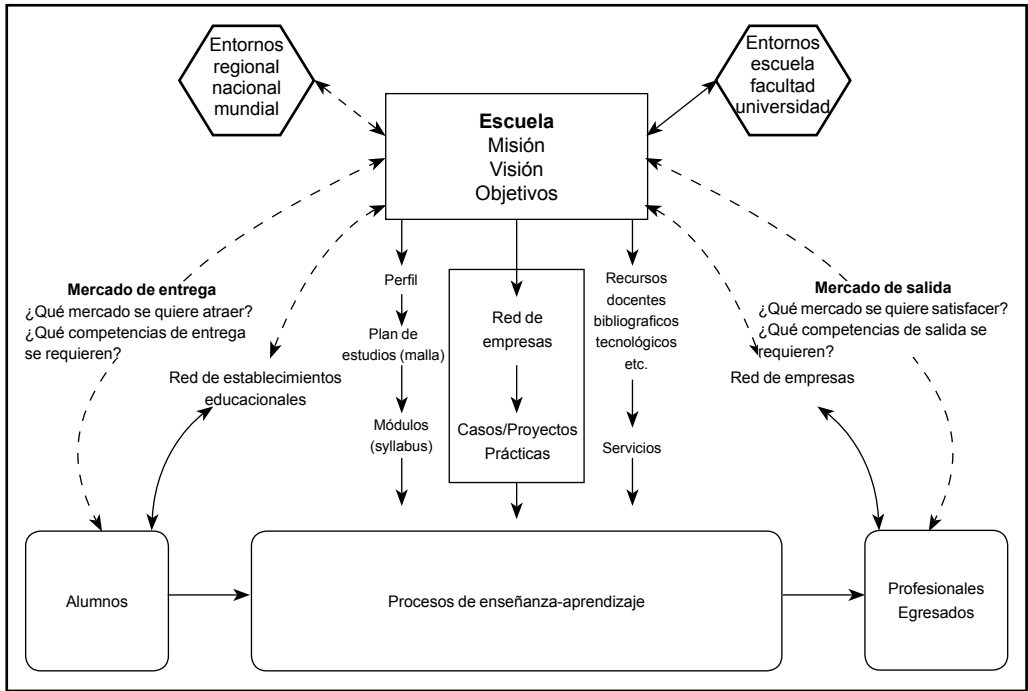 Entornos
regional
nacional
mundial
Entornos
escuela
facultad
universidad
Escuela
Misión
Visión
Objetivos
Mercado de entrega
¿Qué mercado se quiere atraer?
¿Qué competencias de entrega
se requieren?
Red de establecimientos
educacionales
Perfil
Plan de
estudios (malla)
Módulos
(syllabus)
Red de
empresas
Casos/Proyectos
Prácticas
Recursos
docentes
bibliograficos
tecnológicos
etc.
Servicios
Mercado de salida
¿Qué mercado se quiere satisfacer?
¿Qué competencias de salida se
requieren?
Red de empresas
Alumnos
Procesos de enseñanza-aprendizaje
Profesionales
Egresados